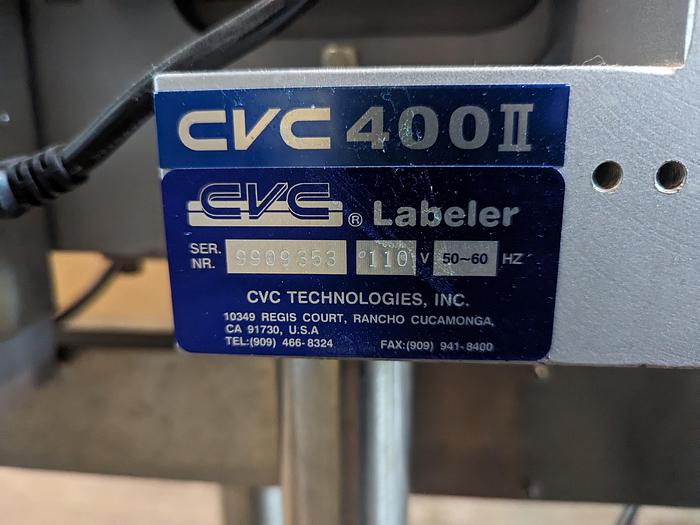 CVC 400II
CVC® Labeler
SER. NR. 9909353 110 V 50~60 HZ
CVC TECHNOLOGIES, INC.
10349 REGIS COURT, RANCHO CUCAMONGA,
CA 91730, U.S.A
TEL:(909) 466-8324 FAX:(909) 941-8400